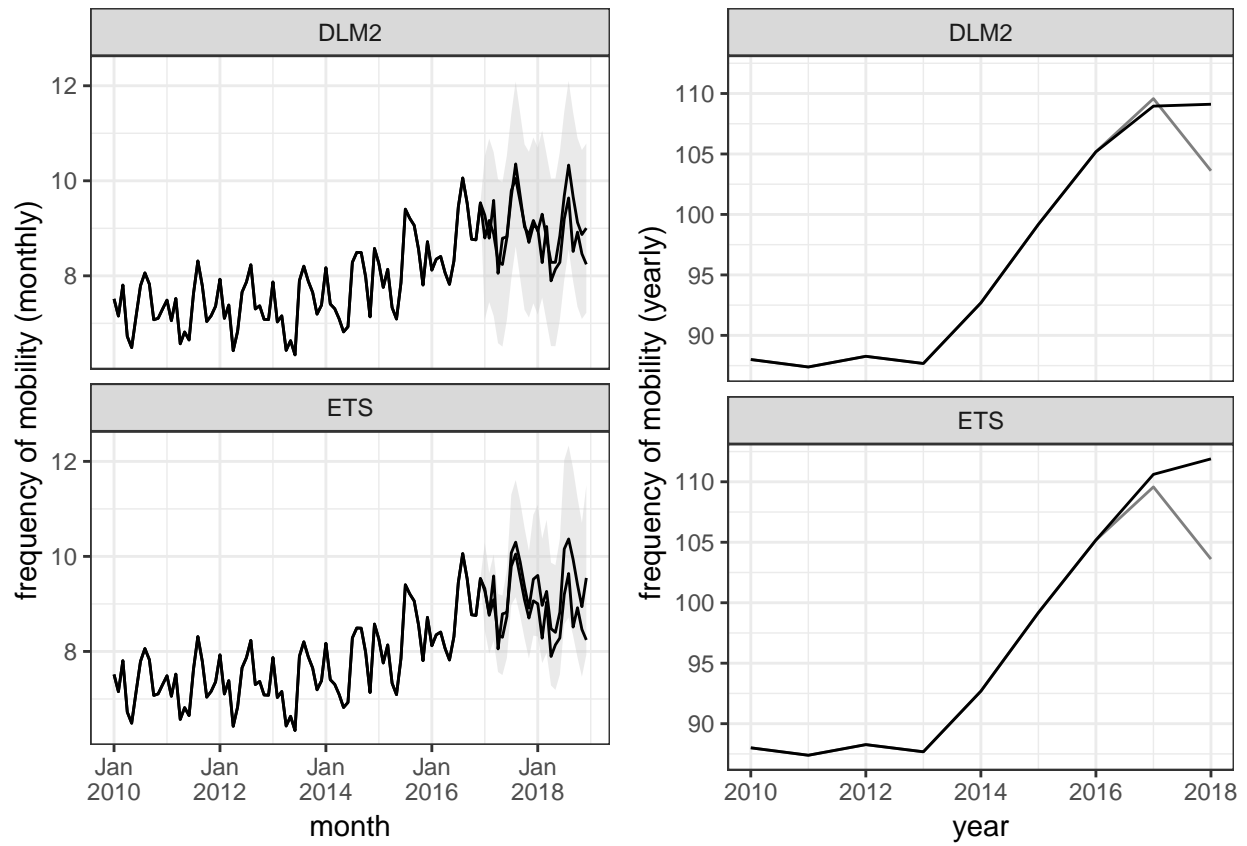 DLM2
12
10
8
ETS
12
10
8
Jan Jan Jan Jan Jan
2010 2012 2014 2016 2018
month
frequency of mobility (monthly)
DLM2
110
105
100
95
90
ETS
110
105
100
95
90
2010 2012 2014 2016 2018
year
frequency of mobility (yearly)